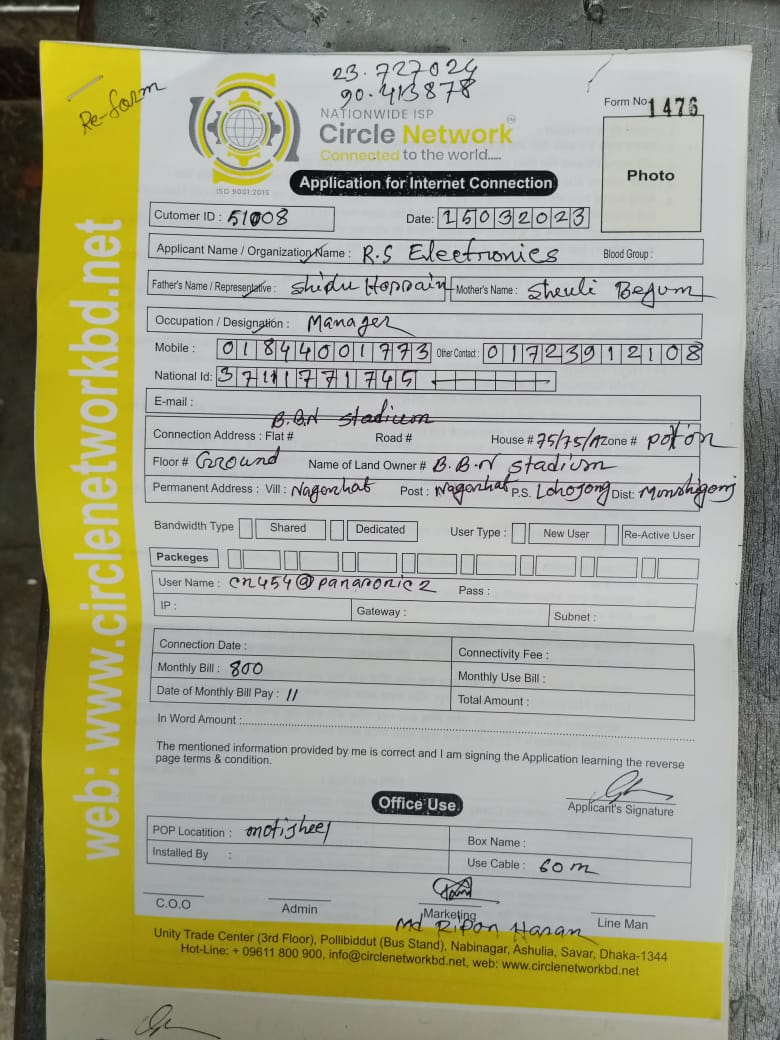 23.727024
90.413878
Re-form
NATIONWIDE ISP
Circle Network
Connected to the world.....
ISO 9001:2015
Form No 1476
Photo
Application for Internet Connection
Cutomer ID : 51008 Date: 15032023
Applicant Name / Organization Name : R.S Electronics Blood Group :
Father's Name / Representative : Shipu Hossain Mother's Name : Sheuli Begum
Occupation / Designation : Manager
Mobile : 01844001773 Other Contact : 01723912108
National Id: 3711771745
E-mail :
B.B.N Stadium
Connection Address : Flat # Road # House # 75/75/A Zone # polton
Floor # Ground Name of Land Owner # B.B.N Stadium
Permanent Address : Vill : Nagerhat Post : Nagerhat P.S. Lohojong Dist: Munshigonj
Bandwidth Type Shared Dedicated User Type : New User Re-Active User
Packeges
User Name : cn454@panasonic2 Pass :
IP : Gateway : Subnet :
Connection Date : Connectivity Fee :
Monthly Bill : 800 Monthly Use Bill :
Date of Monthly Bill Pay : 11 Total Amount :
In Word Amount :
The mentioned information provided by me is correct and I am signing the Application learning the reverse
page terms & condition.
Applicant's Signature
Office Use
POP Locatition : motijheel Box Name :
Installed By : Use Cable : 60 m
C.O.O Admin Marketing Line Man
Md Ripon Hasan
Unity Trade Center (3rd Floor), Pollibiddut (Bus Stand), Nabinagar, Ashulia, Savar, Dhaka-1344
Hot-Line: + 09611 800 900, info@circlenetworkbd.net, web: www.circlenetworkbd.net
web: www.circlenetworkbd.net